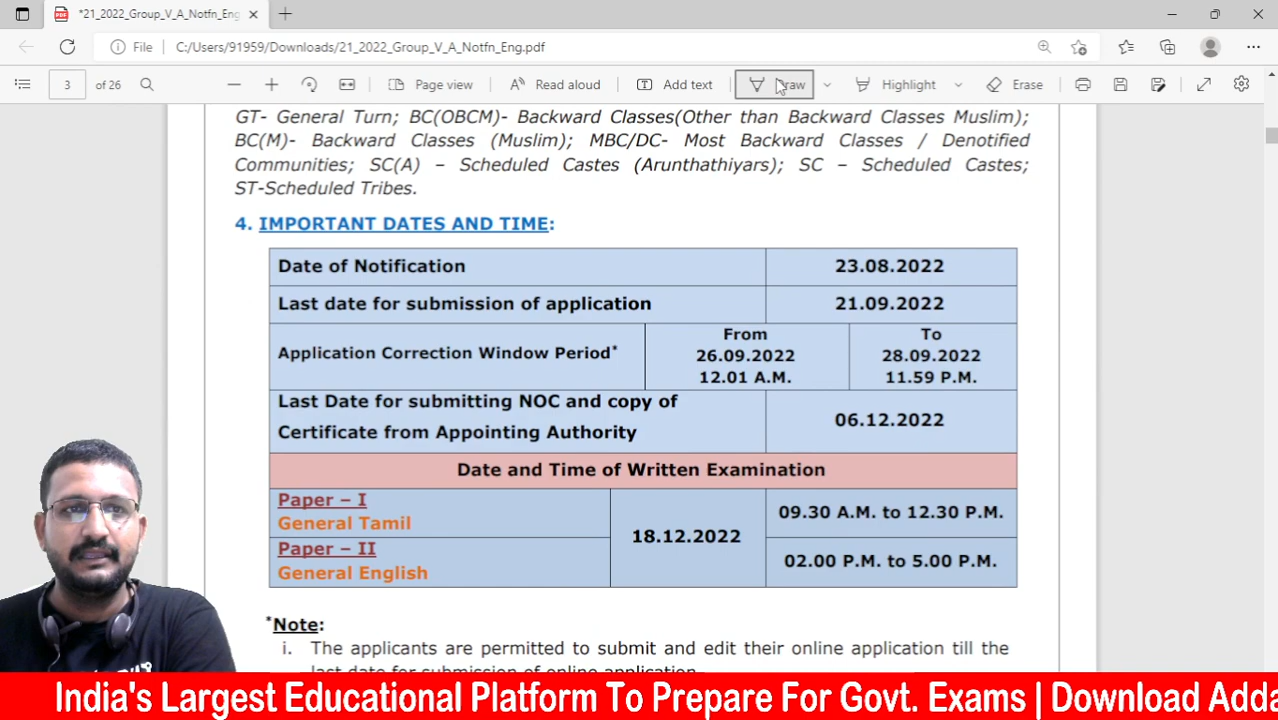 *21_2022_Group_V_A_Notfn_Eng
File C:/Users/91959/Downloads/21_2022_Group_V_A_Notfn_Eng.pdf
3 of 26 Page view Read aloud Add text Draw Highlight Erase
GT- General Turn; BC(OBCM)- Backward Classes(Other than Backward Classes Muslim);
BC(M)- Backward Classes (Muslim); MBC/DC- Most Backward Classes / Denotified
Communities; SC(A) – Scheduled Castes (Arunthathiyars); SC – Scheduled Castes;
ST-Scheduled Tribes.
4. IMPORTANT DATES AND TIME:
Date of Notification 23.08.2022
Last date for submission of application 21.09.2022
Application Correction Window Period*
From
26.09.2022
12.01 A.M.
To
28.09.2022
11.59 P.M.
Last Date for submitting NOC and copy of
Certificate from Appointing Authority
06.12.2022
Date and Time of Written Examination
Paper – I
General Tamil
18.12.2022
09.30 A.M. to 12.30 P.M.
Paper – II
General English
02.00 P.M. to 5.00 P.M.
*Note:
i. The applicants are permitted to submit and edit their online application till the
last date for submission of online application.
India's Largest Educational Platform To Prepare For Govt. Exams | Download Adda